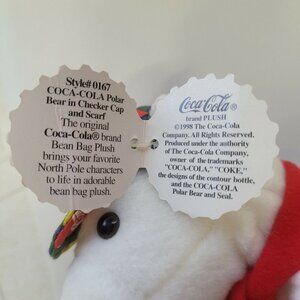 Style# 0167
COCA-COLA Polar
Bear in Checker Cap
and Scarf
The original
Coca-Cola® brand
Bean Bag Plush
brings your favorite
North Pole characters
to life in adorable
bean bag plush.
Coca-Cola®
brand PLUSH
©1998 The Coca-Cola
Company. All Rights Reserved.
Produced under the authority
of The Coca-Cola Company,
owner of the trademarks
"COCA-COLA," "COKE,"
the designs of the contour bottle,
and the COCA-COLA
Polar Bear and Seal.